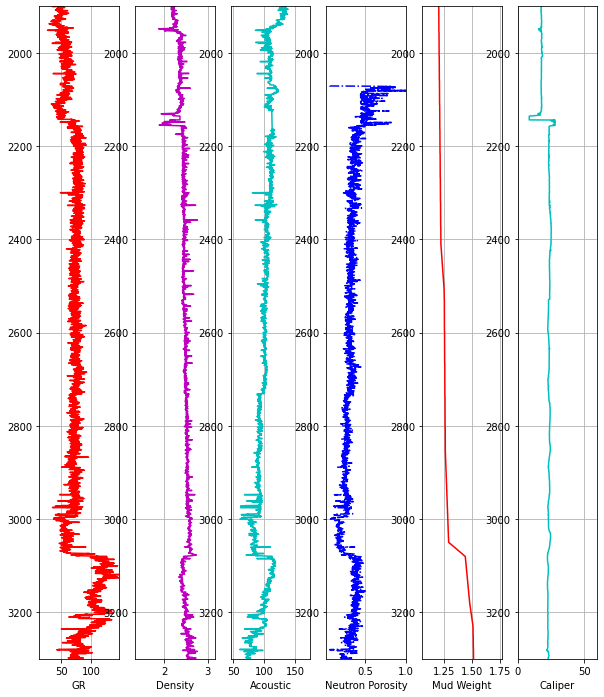 2000 2000 2000 2000 2000 2000
2200 2200 2200 2200 2200 2200
2400 2400 2400 2400 2400 2400
2600 2600 2600 2600 2600 2600
2800 2800 2800 2800 2800 2800
3000 3000 3000 3000 3000 3000
3200 3200 3200 3200 3200 3200
50 100 2 3 50 100 150 0.5 1.0 1.25 1.50 1.75 0 50
GR Density Acoustic Neutron Porosity Mud Weight Caliper